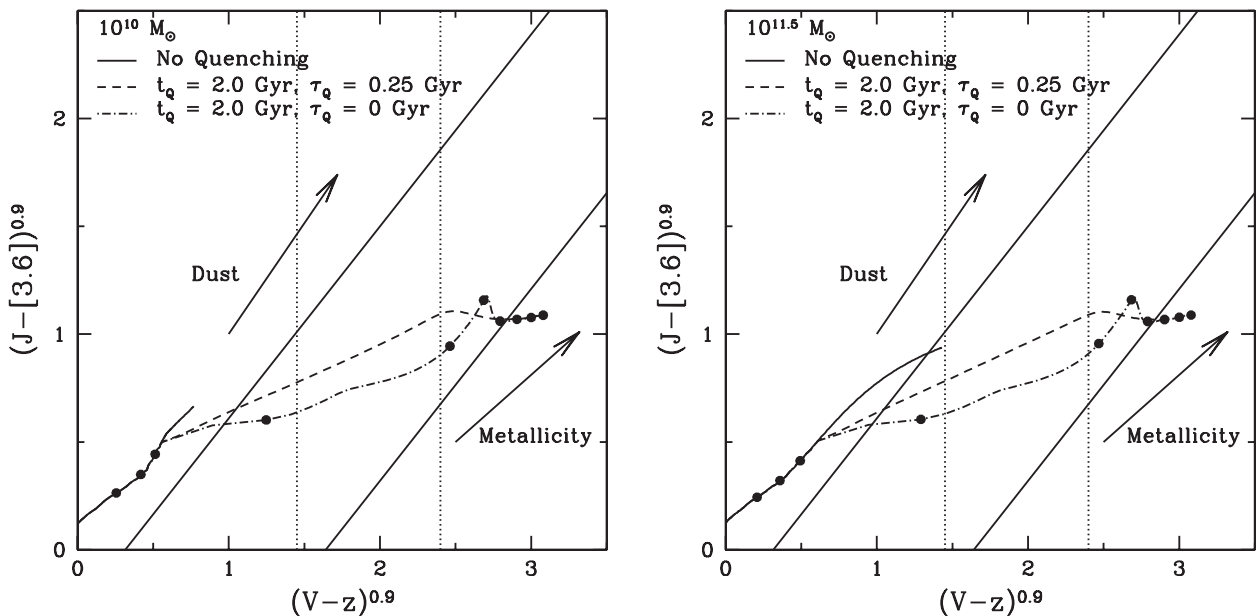 10¹⁰ M☉
No Quenching
t_Q = 2.0 Gyr, τ_Q = 0.25 Gyr
t_Q = 2.0 Gyr, τ_Q = 0 Gyr
2
1
0
(J−[3.6])^0.9
Dust
Metallicity
0 1 2 3
(V−z)^0.9
10^11.5 M☉
No Quenching
t_Q = 2.0 Gyr, τ_Q = 0.25 Gyr
t_Q = 2.0 Gyr, τ_Q = 0 Gyr
2
1
0
(J−[3.6])^0.9
Dust
Metallicity
0 1 2 3
(V−z)^0.9